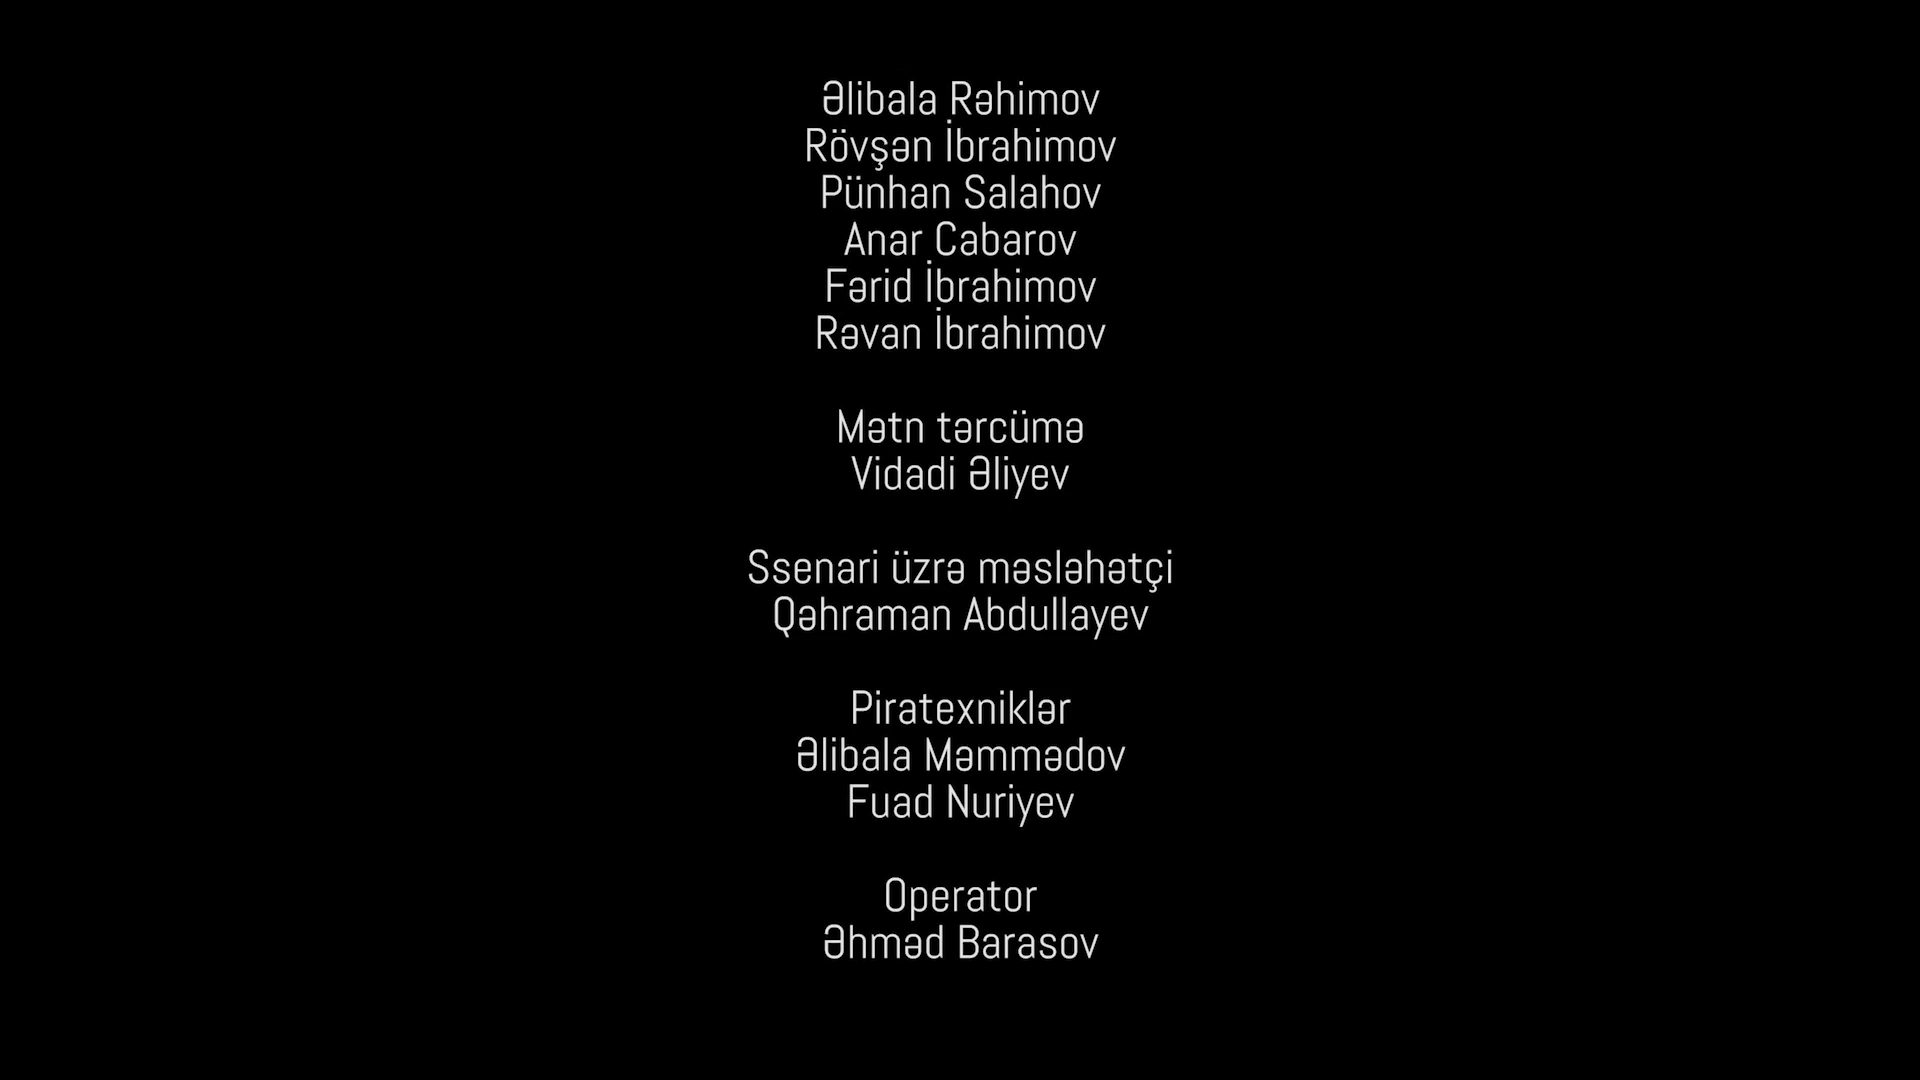 Əlibala Rəhimov
Rövşən İbrahimov
Pünhan Salahov
Anar Cabarov
Fərid İbrahimov
Rəvan İbrahimov
Mətn tərcümə
Vidadi Əliyev
Ssenari üzrə məsləhətçi
Qəhraman Abdullayev
Piratexniklər
Əlibala Məmmədov
Fuad Nuriyev
Operator
Əhməd Barasov